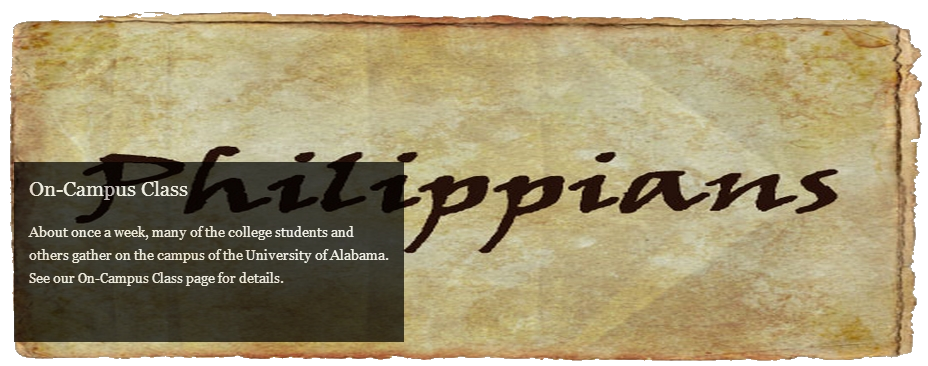 Philippians
On-Campus Class
About once a week, many of the college students and
others gather on the campus of the University of Alabama.
See our On-Campus Class page for details.